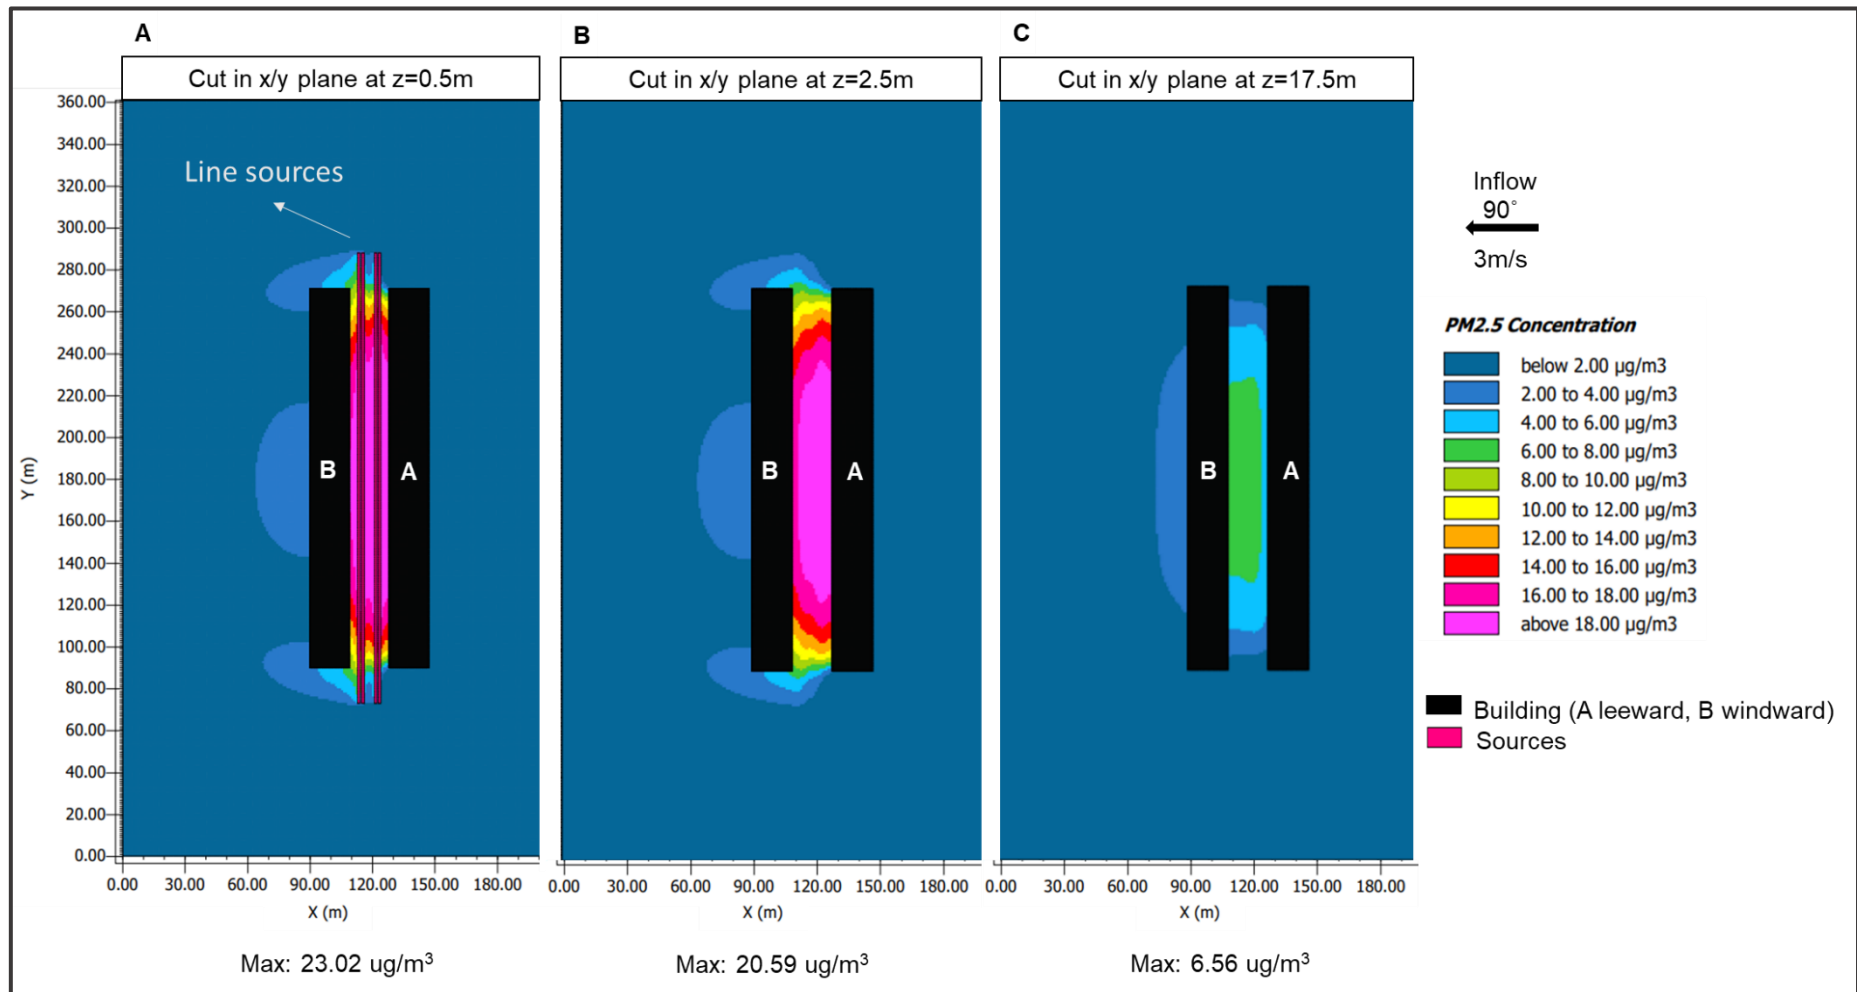 A
B
C
Cut in x/y plane at z=0.5m
Cut in x/y plane at z=2.5m
Cut in x/y plane at z=17.5m
360.00
340.00
320.00
300.00
280.00
260.00
240.00
220.00
200.00
180.00
160.00
140.00
120.00
100.00
80.00
60.00
40.00
20.00
0.00
Y (m)
Line sources
B
A
B
A
B
A
0.00 30.00 60.00 90.00 120.00 150.00 180.00
X (m)
0.00 30.00 60.00 90.00 120.00 150.00 180.00
X (m)
0.00 30.00 60.00 90.00 120.00 150.00 180.00
X (m)
Max: 23.02 ug/m³
Max: 20.59 ug/m³
Max: 6.56 ug/m³
Inflow
90°
3m/s
PM2.5 Concentration
below 2.00 µg/m3
2.00 to 4.00 µg/m3
4.00 to 6.00 µg/m3
6.00 to 8.00 µg/m3
8.00 to 10.00 µg/m3
10.00 to 12.00 µg/m3
12.00 to 14.00 µg/m3
14.00 to 16.00 µg/m3
16.00 to 18.00 µg/m3
above 18.00 µg/m3
Building (A leeward, B windward)
Sources